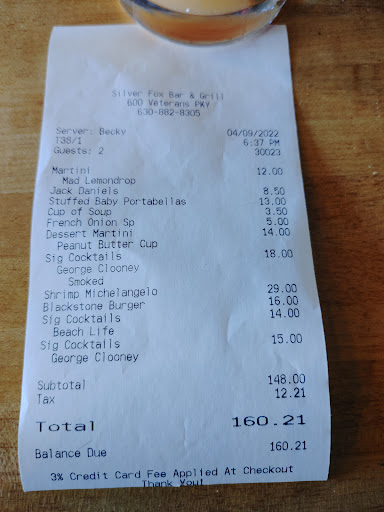 Silver Fox Bar & Grill
600 Veterans PKY
630-882-8305
Server: Becky 04/09/2022
T38/1 6:37 PM
Guests: 2 30023
Martini 12.00
Mad Lemondrop
Jack Daniels 8.50
Stuffed Baby Portabellas 13.00
Cup of Soup 3.50
French Onion Sp 5.00
Dessert Martini 14.00
Peanut Butter Cup
Sig Cocktails 18.00
George Clooney
Smoked
Shrimp Michelangelo 29.00
Blackstone Burger 16.00
Sig Cocktails 14.00
Beach Life
Sig Cocktails 15.00
George Clooney
Subtotal 148.00
Tax 12.21
Total 160.21
Balance Due 160.21
3% Credit Card Fee Applied At Checkout
Thank You!